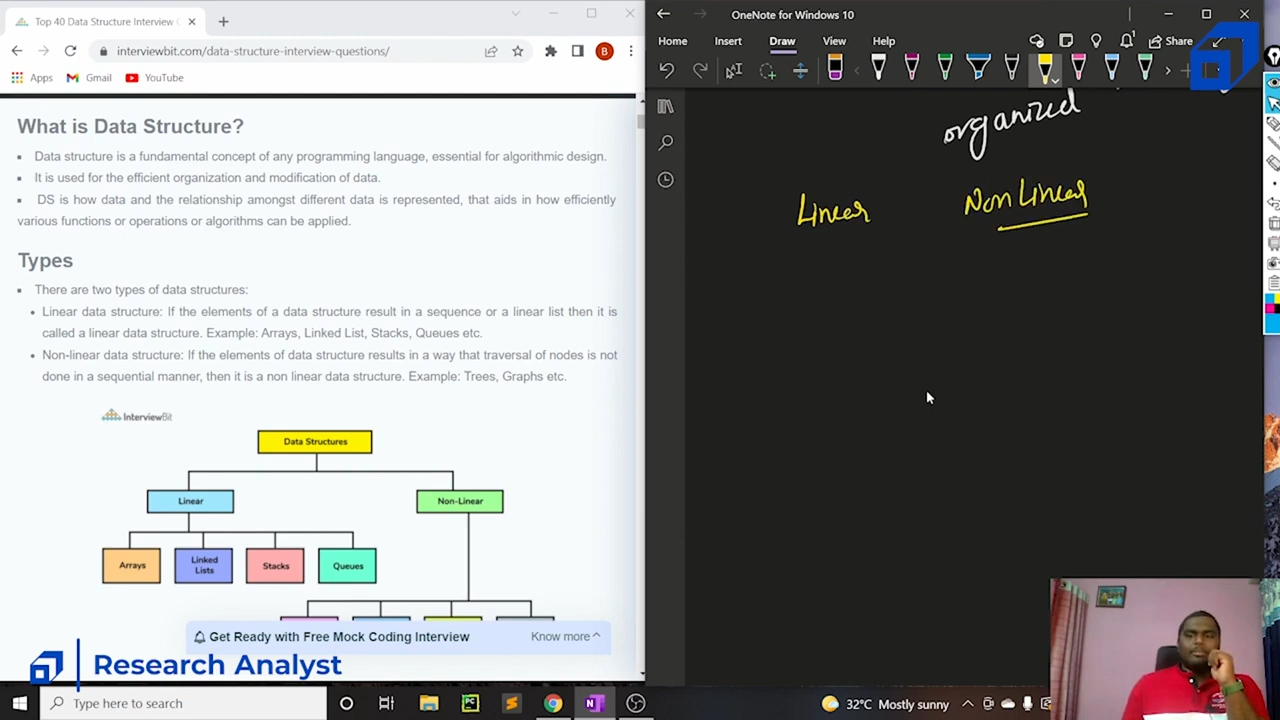 Top 40 Data Structure Interview
interviewbit.com/data-structure-interview-questions/
B
Apps
Gmail
YouTube
What is Data Structure?
Data structure is a fundamental concept of any programming language, essential for algorithmic design.
It is used for the efficient organization and modification of data.
DS is how data and the relationship amongst different data is represented, that aids in how efficiently
various functions or operations or algorithms can be applied.
Types
There are two types of data structures:
Linear data structure: If the elements of a data structure result in a sequence or a linear list then it is
called a linear data structure. Example: Arrays, Linked List, Stacks, Queues etc.
Non-linear data structure: If the elements of data structure results in a way that traversal of nodes is not
done in a sequential manner, then it is a non linear data structure. Example: Trees, Graphs etc.
InterviewBit
Data Structures
Linear
Non-Linear
Arrays
Linked
Lists
Stacks
Queues
Get Ready with Free Mock Coding Interview
Know more
Research Analyst
OneNote for Windows 10
Home
Insert
Draw
View
Help
Share
organized
Linear
Non Linear
Type here to search
32°C Mostly sunny